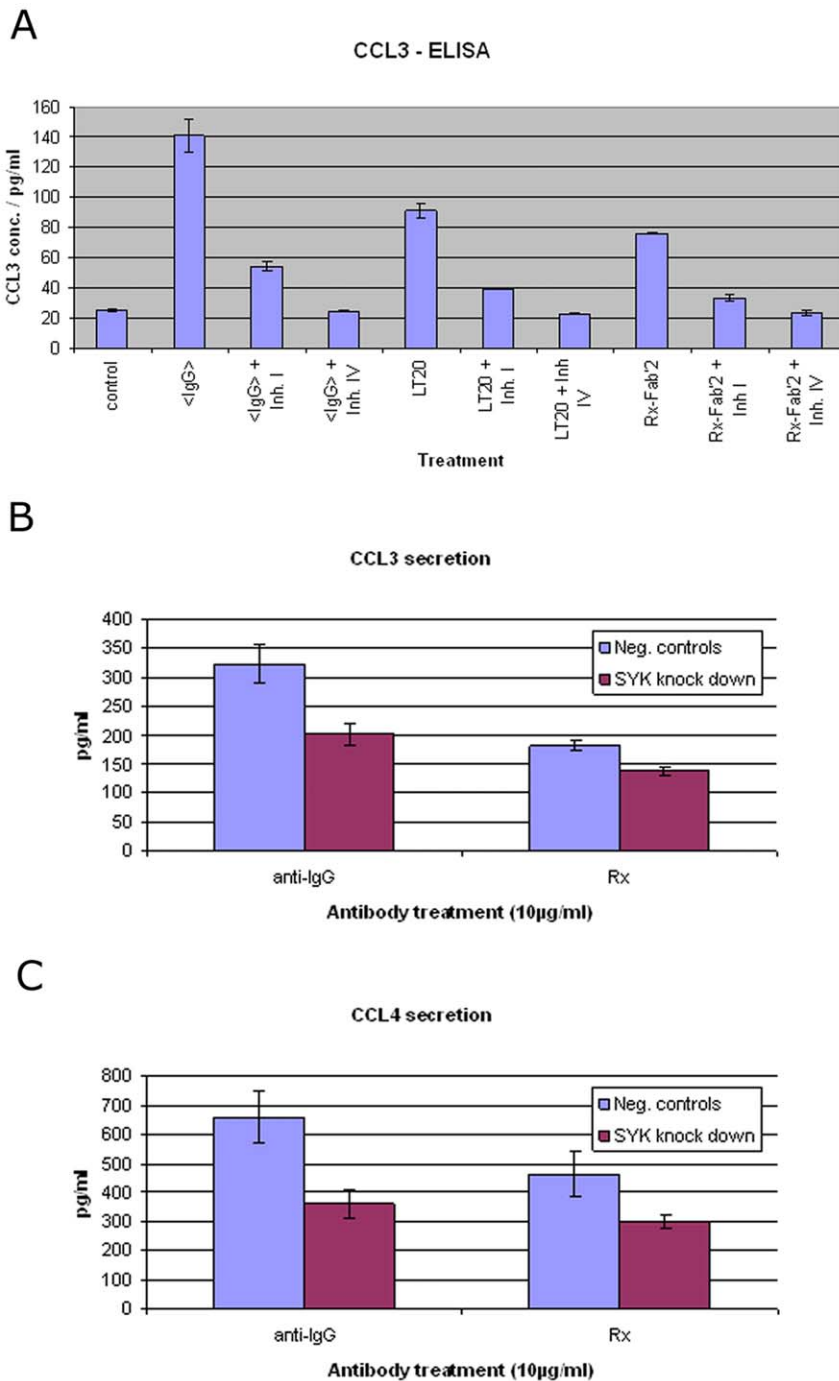 A
CCL3 - ELISA
CCL3 conc. / pg/ml
160
140
120
100
80
60
40
20
0
control
<IgG>
<IgG> +
Inh. I
<IgG> +
Inh. IV
LT20
LT20 +
Inh. I
LT20 + Inh
IV
Rx-Fab'2
Rx-Fab'2 +
Inh I
Rx-Fab'2 +
Inh. IV
Treatment
B
CCL3 secretion
pg/ml
400
350
300
250
200
150
100
50
0
Neg. controls
SYK knock down
anti-IgG
Rx
Antibody treatment (10µg/ml)
C
CCL4 secretion
pg/ml
800
700
600
500
400
300
200
100
0
Neg. controls
SYK knock down
anti-IgG
Rx
Antibody treatment (10µg/ml)